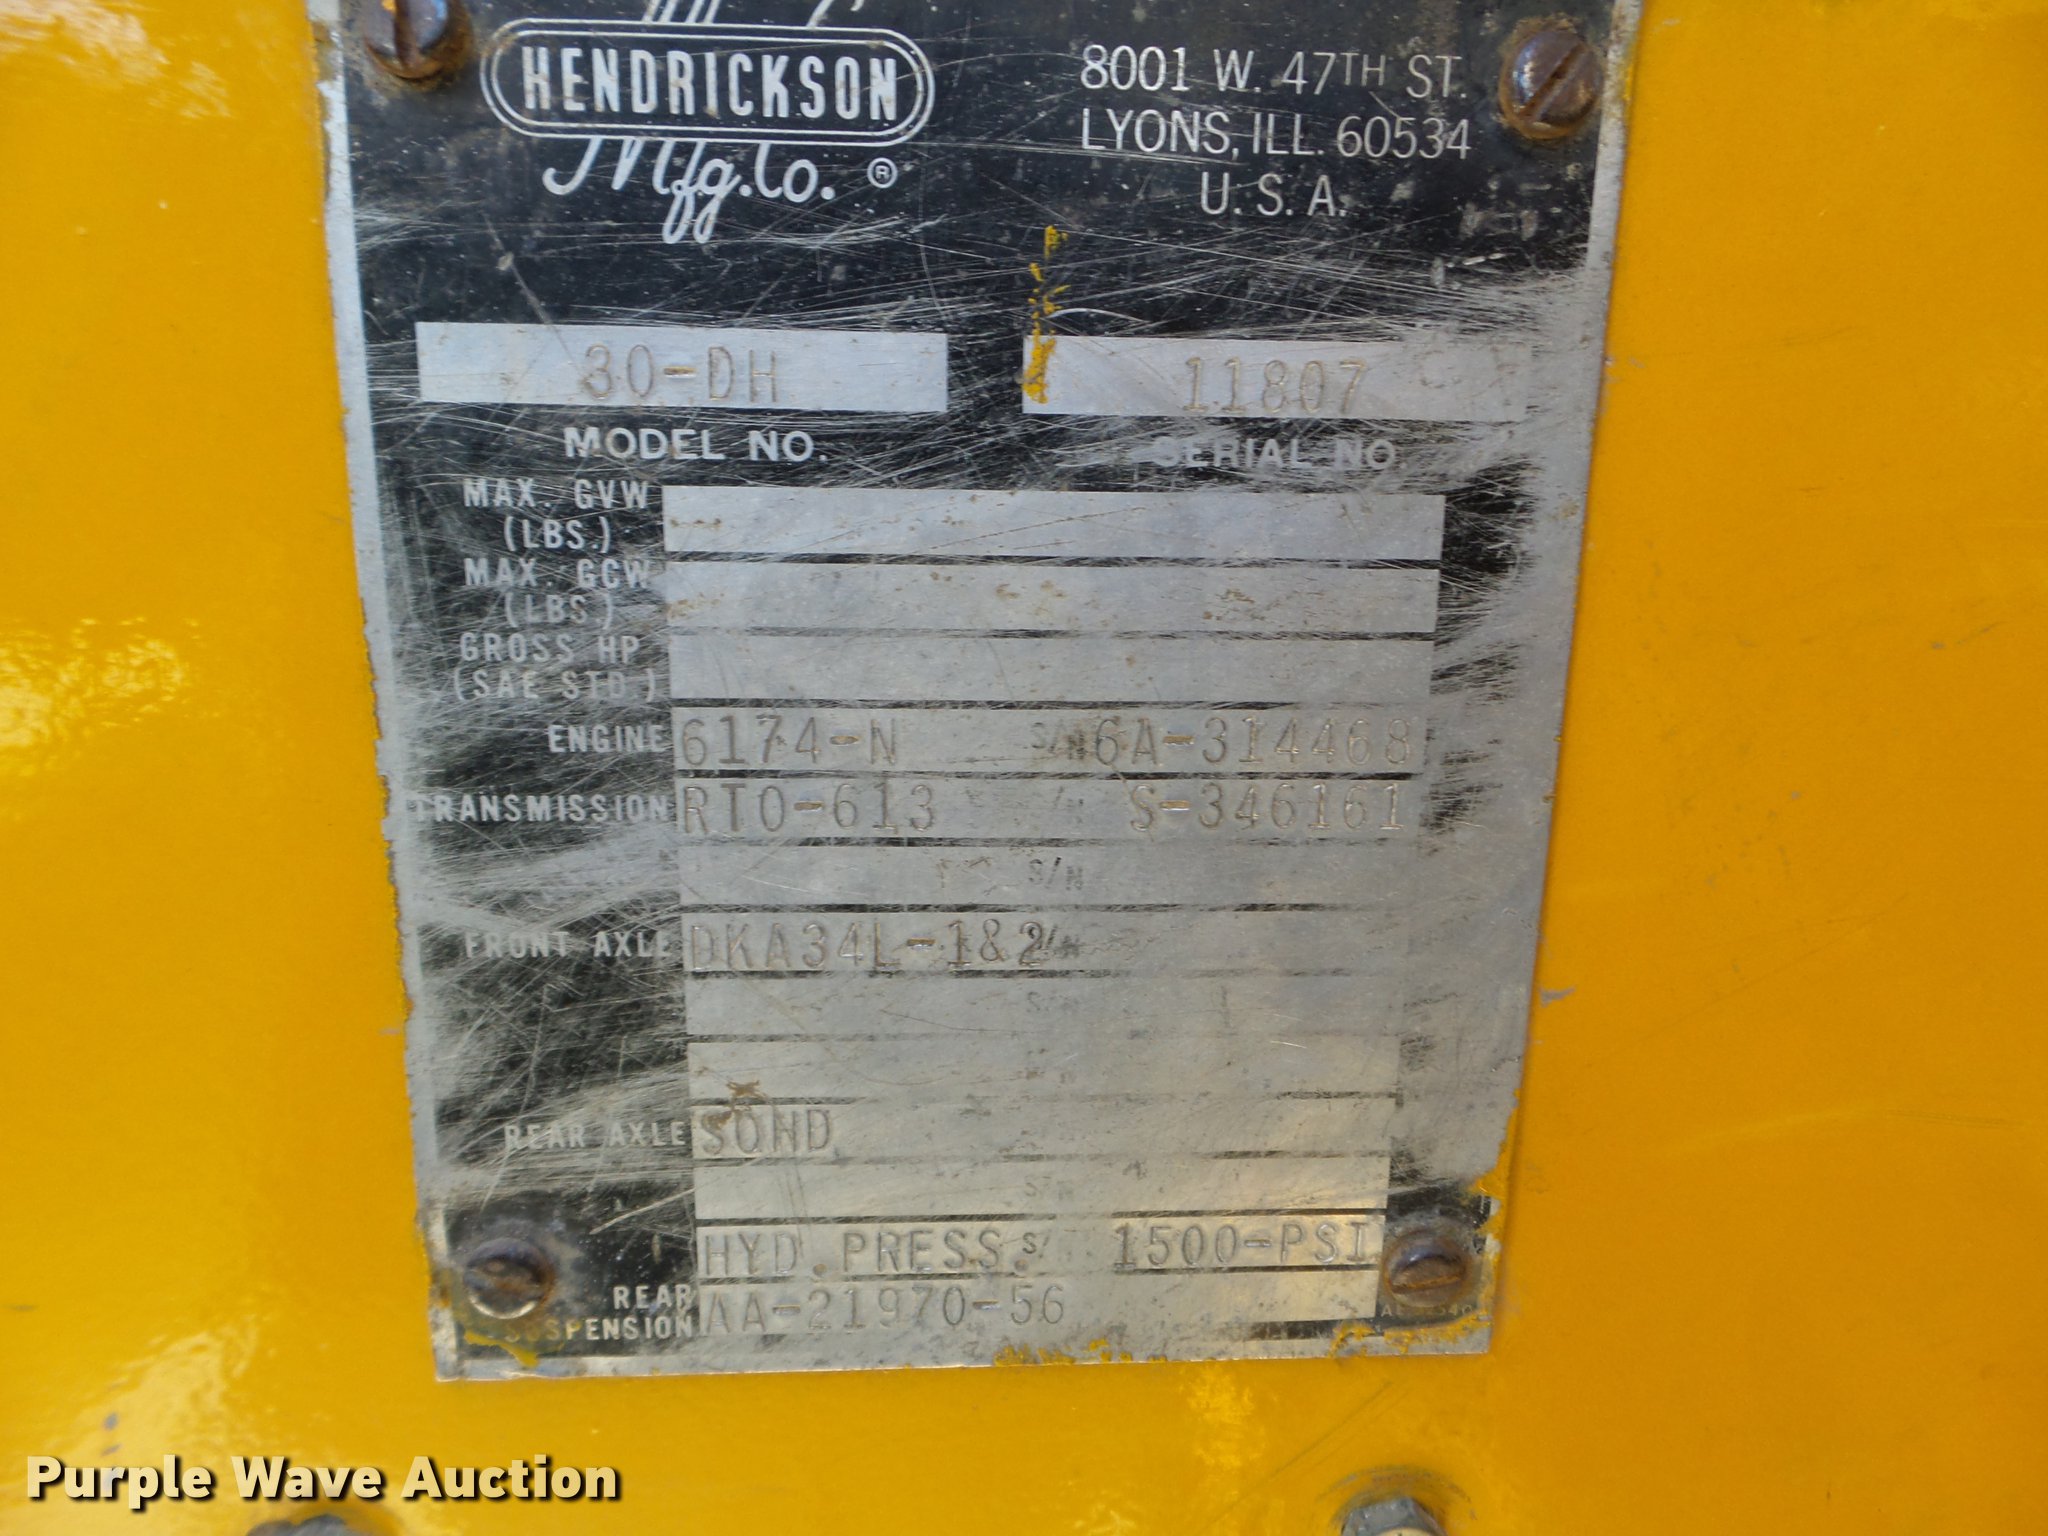 HENDRICKSON
Mfg. Co. ®
8001 W. 47TH ST.
LYONS, ILL. 60534
U. S. A.
30-DH 11807
MODEL NO. SERIAL NO.
MAX. GVW
(LBS.)
MAX. GCW
(LBS.)
GROSS HP
(SAE STD.)
ENGINE 6174-N S/N 6A-314468
TRANSMISSION RTO-613 /N S-346161
S/N
FRONT AXLE DKA34L-1&2 /N
S/N
REAR AXLE SQHD
S/N
HYD. PRESS. S/ 1500-PSI
REAR
SUSPENSION AA-21970-56
Purple Wave Auction